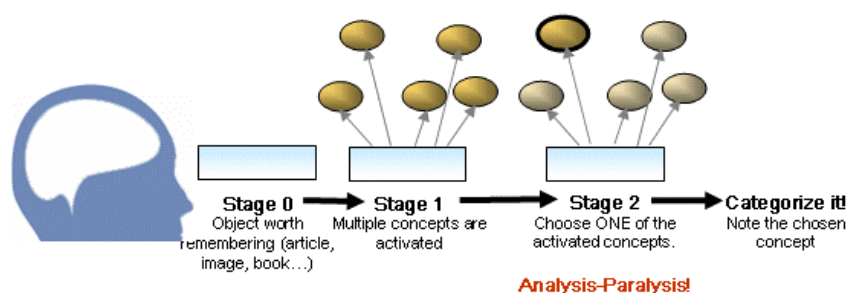 Stage 0
Object worth
remembering (article,
image, book...)
Stage 1
Multiple concepts are
activated
Stage 2
Choose ONE of the
activated concepts.
Analysis-Paralysis!
Categorize it!
Note the chosen
concept